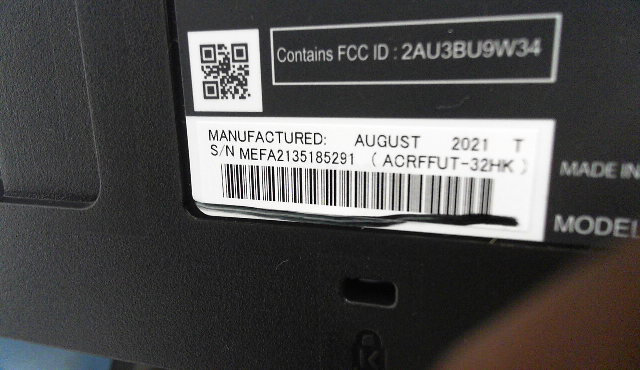 Contains FCC ID : 2AU3BU9W34
MANUFACTURED: AUGUST 2021 T
S/N MEFA2135185291 ( ACRFFUT-32HK )
MADE IN
MODEL